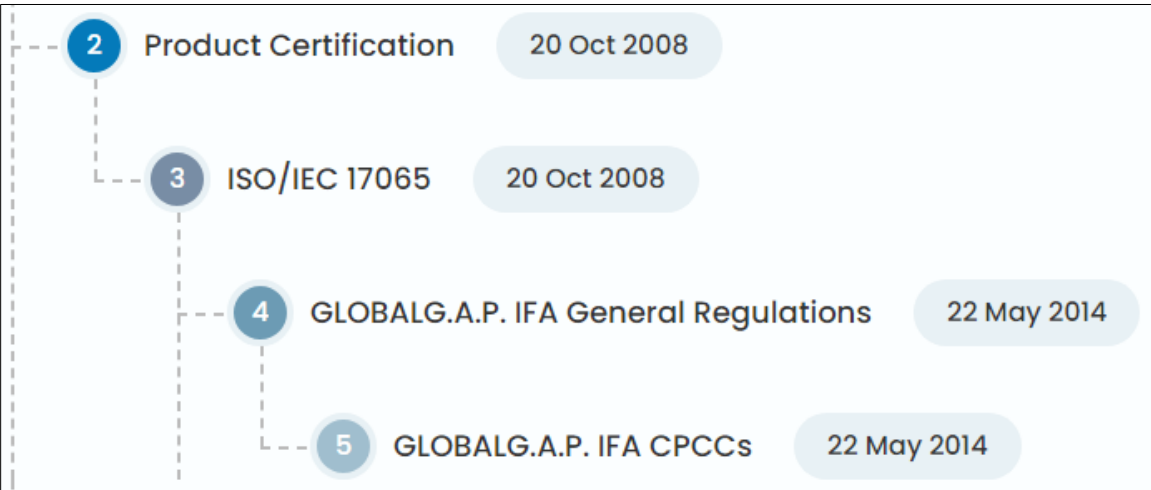 2 Product Certification 20 Oct 2008
3 ISO/IEC 17065 20 Oct 2008
4 GLOBALG.A.P. IFA General Regulations 22 May 2014
5 GLOBALG.A.P. IFA CPCCs 22 May 2014